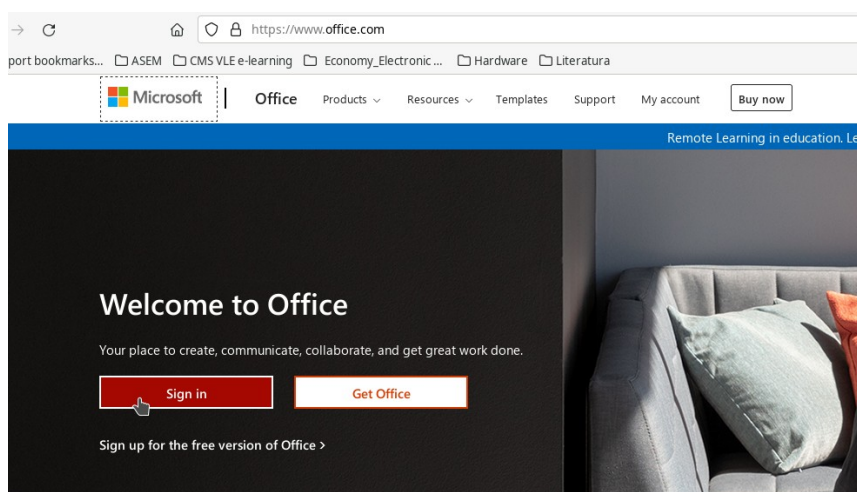 https://www.office.com
port bookmarks... ASEM CMS VLE e-learning Economy_Electronic ... Hardware Literatura
Microsoft Office Products Resources Templates Support My account Buy now
Remote Learning in education. Le
Welcome to Office
Your place to create, communicate, collaborate, and get great work done.
Sign in Get Office
Sign up for the free version of Office >